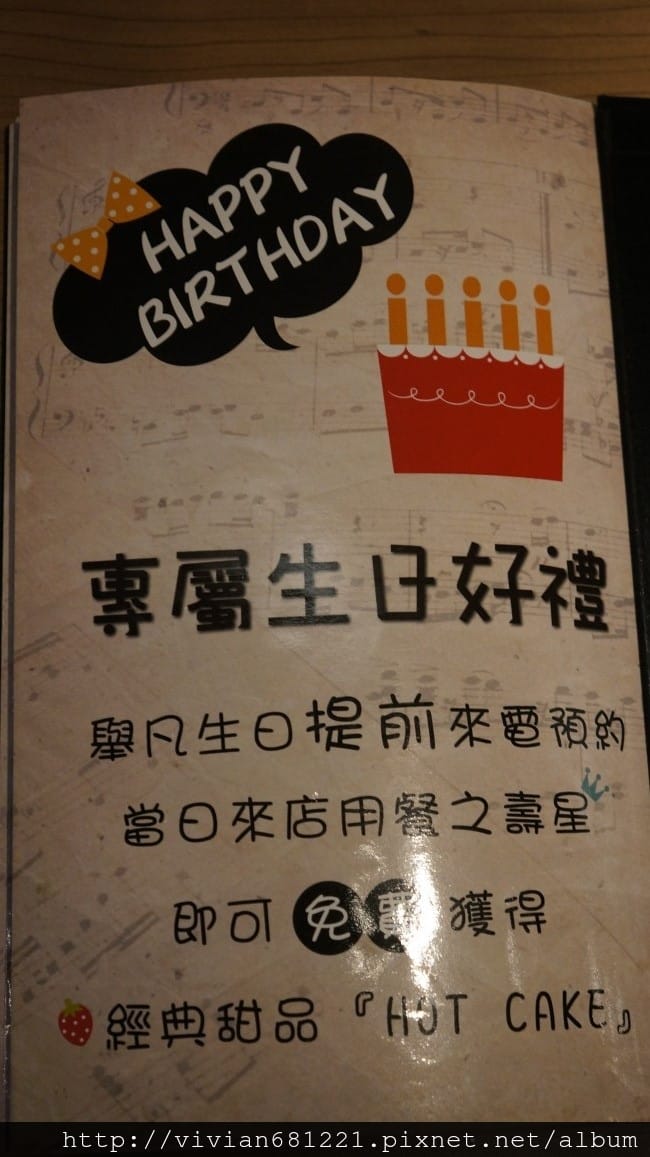 HAPPY
BIRTHDAY
專屬生日好禮
舉凡生日提前來電預約
當日來店用餐之壽星
即可免費獲得
經典甜品『HOT CAKE』
http://vivian681221.pixnet.net/album